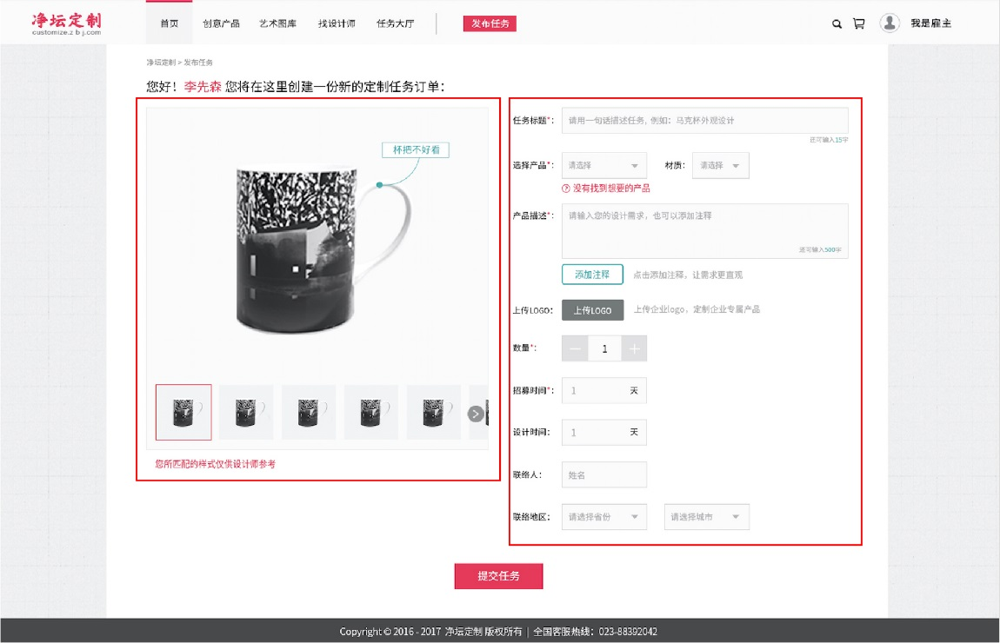 净坛定制
customize.z b j.com
首页 创意产品 艺术图库 找设计师 任务大厅 发布任务 我是雇主
净坛定制 > 发布任务
您好！李先森 您将在这里创建一份新的定制任务订单：
杯把不好看
您所匹配的样式仅供设计师参考
任务标题*： 请用一句话描述任务, 例如：马克杯外观设计
还可输入15字
选择产品*： 请选择 材质： 请选择
? 没有找到想要的产品
产品描述*： 请输入您的设计需求，也可以添加注释
还可输入500字
添加注释 点击添加注释，让需求更直观
上传LOGO： 上传LOGO 上传企业logo，定制企业专属产品
数量*： 1
招募时间*： 1 天
设计时间： 1 天
联络人： 姓名
联络地区： 请选择省份 请选择城市
提交任务
Copyright © 2016 - 2017 净坛定制 版权所有 | 全国客服热线：023-88392042